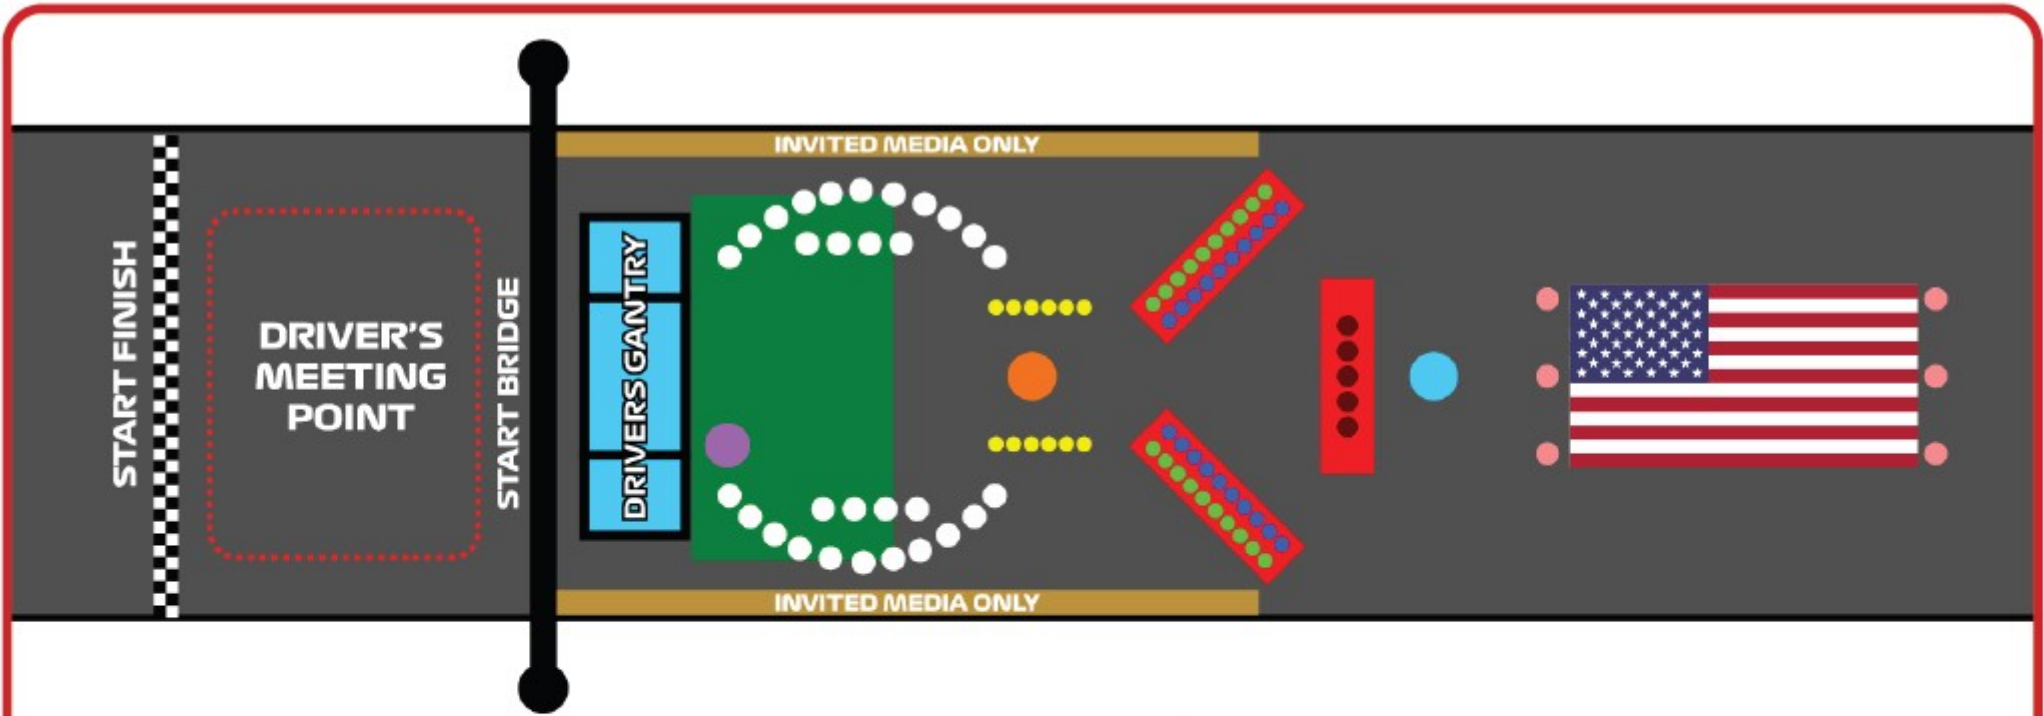 INVITED MEDIA ONLY
START FINISH
DRIVER'S
MEETING
POINT
START BRIDGE
DRIVERS GANTRY
INVITED MEDIA ONLY